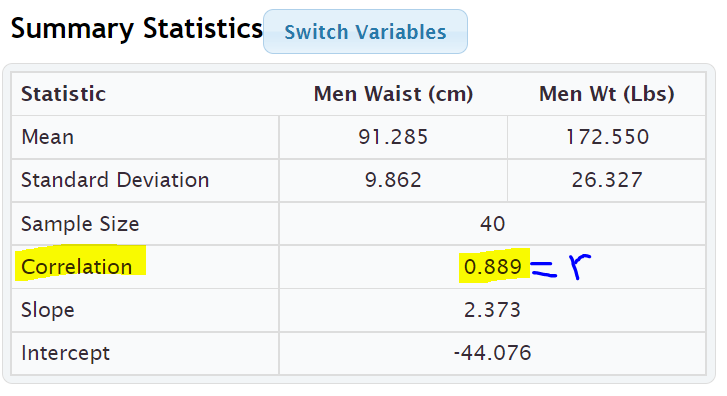 Summary Statistics Switch Variables
Statistic Men Waist (cm) Men Wt (Lbs)
Mean 91.285 172.550
Standard Deviation 9.862 26.327
Sample Size 40
Correlation 0.889 = r
Slope 2.373
Intercept -44.076